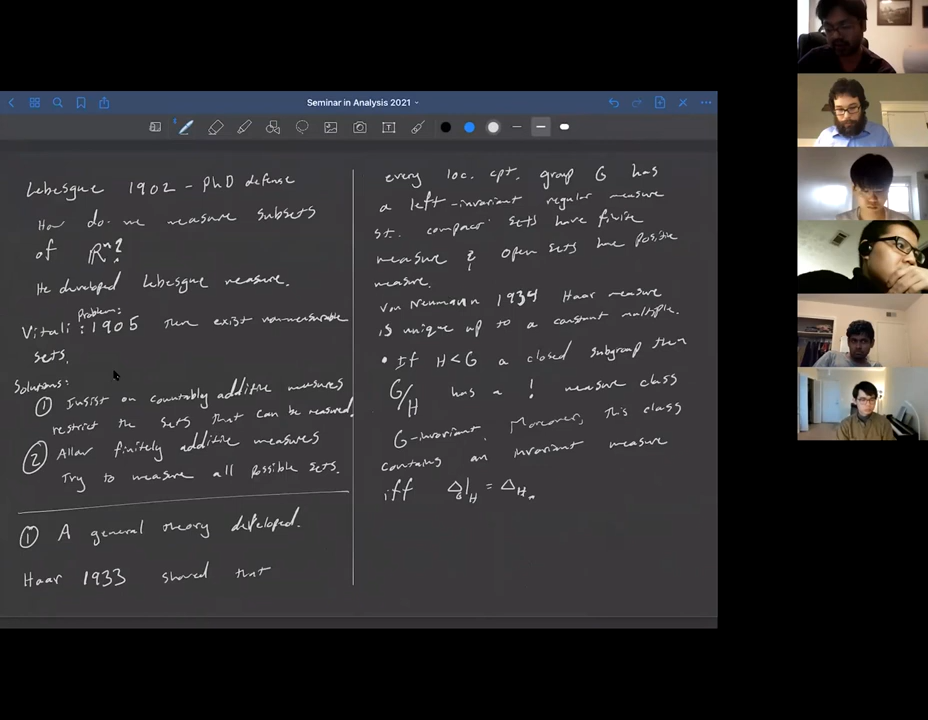 Seminar in Analysis 2021
Lebesgue 1902 - PhD defense
How do we measure subsets
of ℝⁿ?
He developed Lebesgue measure.
Problem:
Vitali : 1905 Then exist non-measurable
sets.
Solutions:
① Insist on countably additive measures
restrict the sets that can be measured.
② Allow finitely additive measures
Try to measure all possible sets.
① A general theory developed.
Haar 1933 showed that
every loc. cpt. group G has
a left-invariant regular measure
st. compact sets have finite
measure & open sets have positive
measure.
Von Neumann 1934 Haar measure
is unique up to a constant multiple.
• If H<G a closed subgroup then
G/H has a ! measure class
G-invariant. Moreover, this class
contains an invariant measure
iff Δ_G|_H = Δ_H.